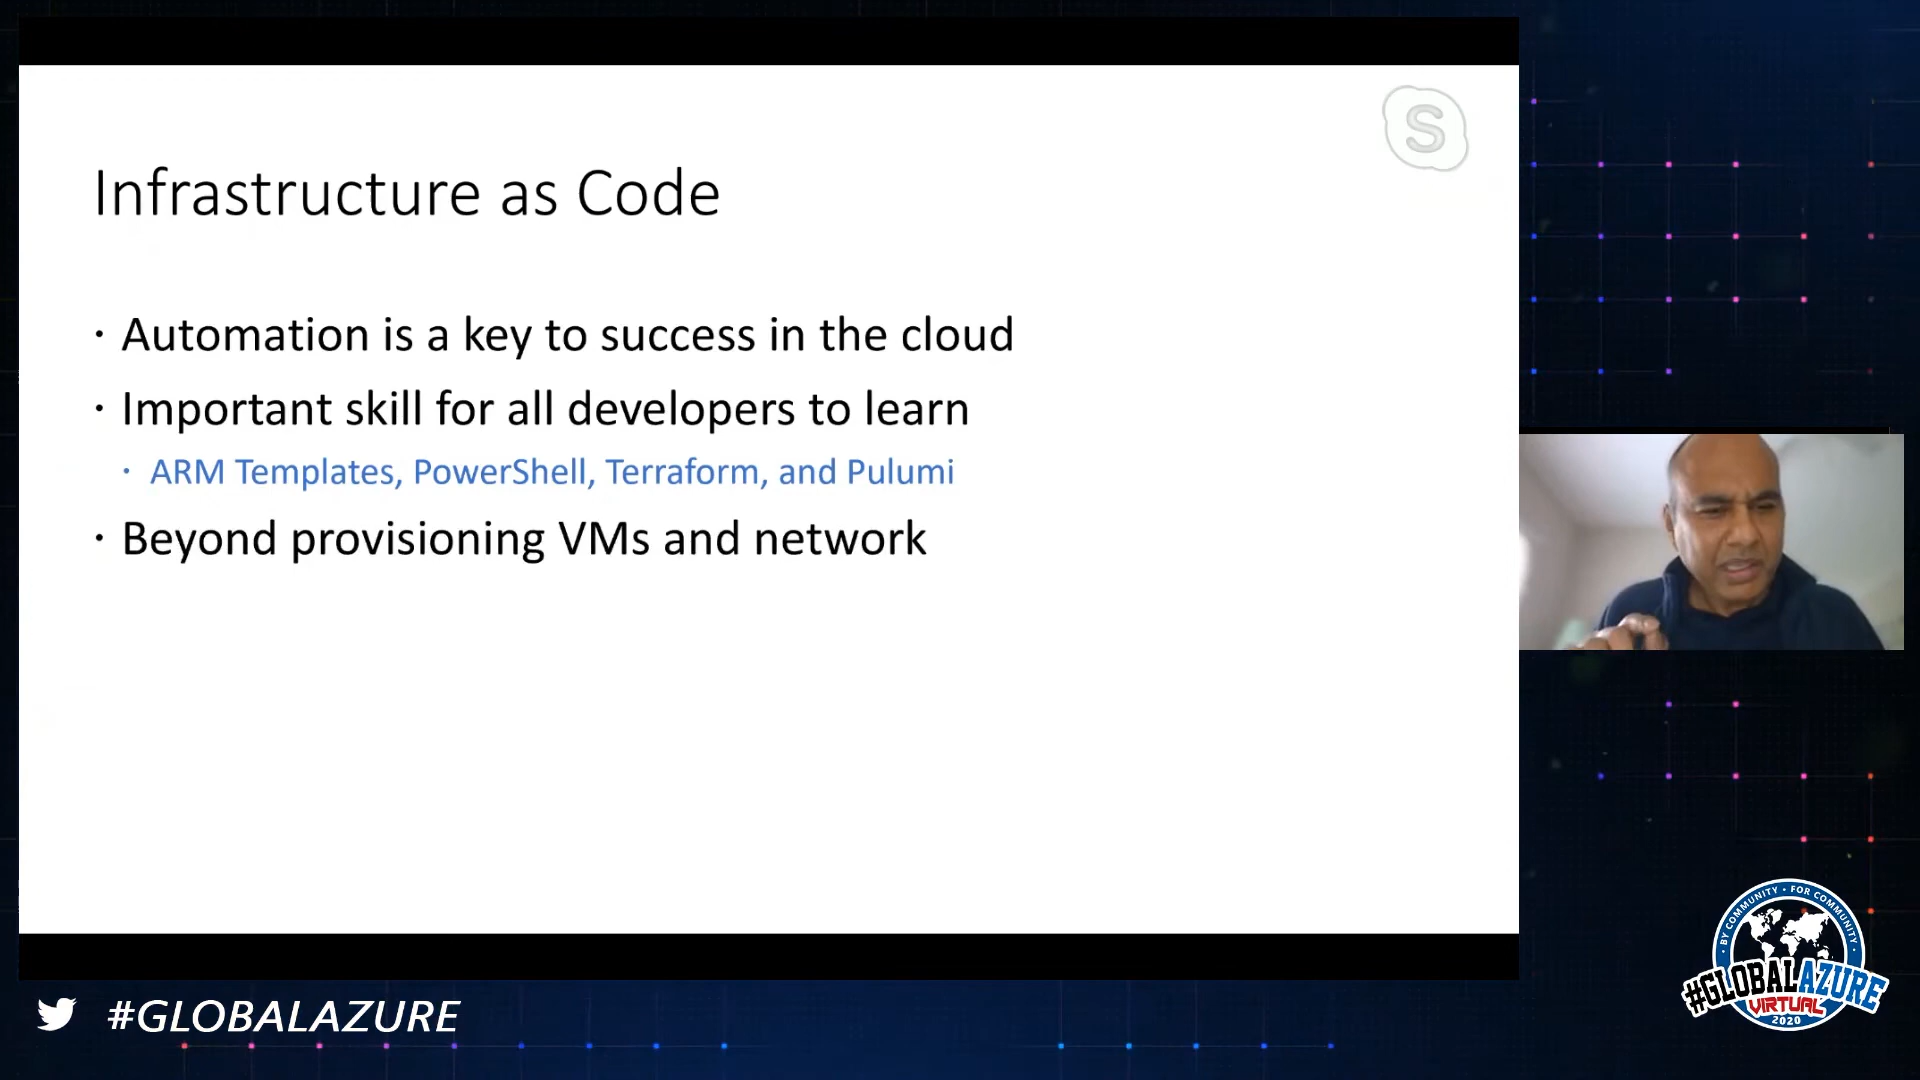 S
Infrastructure as Code
· Automation is a key to success in the cloud
· Important skill for all developers to learn
· ARM Templates, PowerShell, Terraform, and Pulumi
· Beyond provisioning VMs and network
BY COMMUNITY • FOR COMMUNITY
#GLOBALAZURE
VIRTUAL
2020
#GLOBALAZURE